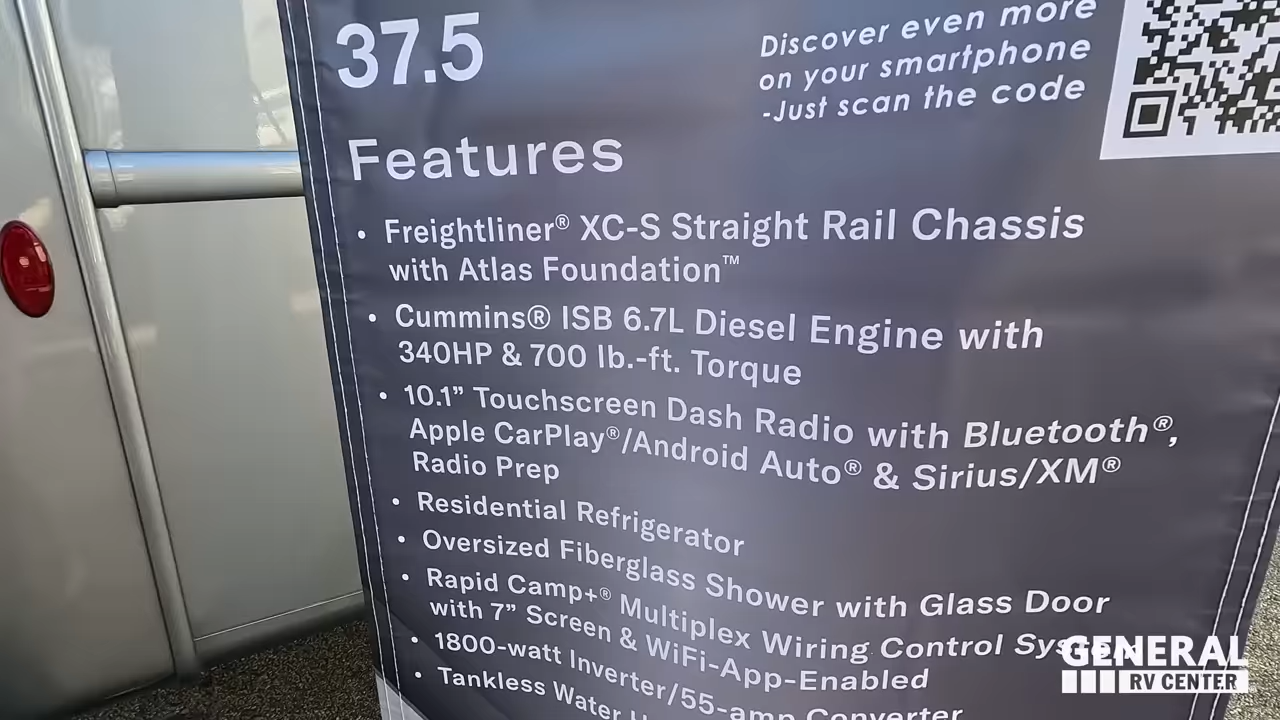 37.5
Discover even more
on your smartphone
-Just scan the code
Features
• Freightliner® XC-S Straight Rail Chassis
with Atlas Foundation™
• Cummins® ISB 6.7L Diesel Engine with
340HP & 700 lb.-ft. Torque
• 10.1” Touchscreen Dash Radio with Bluetooth®,
Apple CarPlay®/Android Auto® & Sirius/XM®
Radio Prep
• Residential Refrigerator
• Oversized Fiberglass Shower with Glass Door
• Rapid Camp+® Multiplex Wiring Control System
with 7” Screen & WiFi-App-Enabled
• 1800-watt Inverter/55-amp Converter
• Tankless Water
GENERAL
RV CENTER